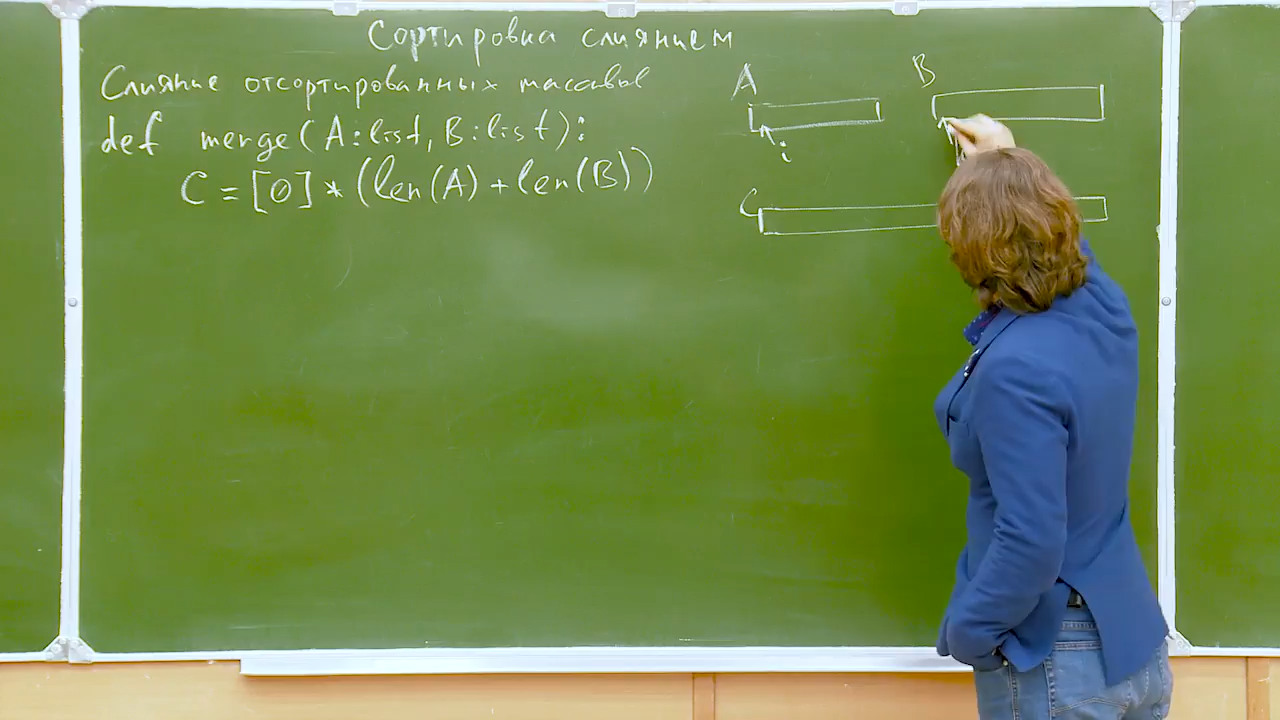 Сортировка слиянием
Слияние отсортированных массивов
def merge(A:list, B:list):
C = [0] * (len(A) + len(B))
A
B
i
C